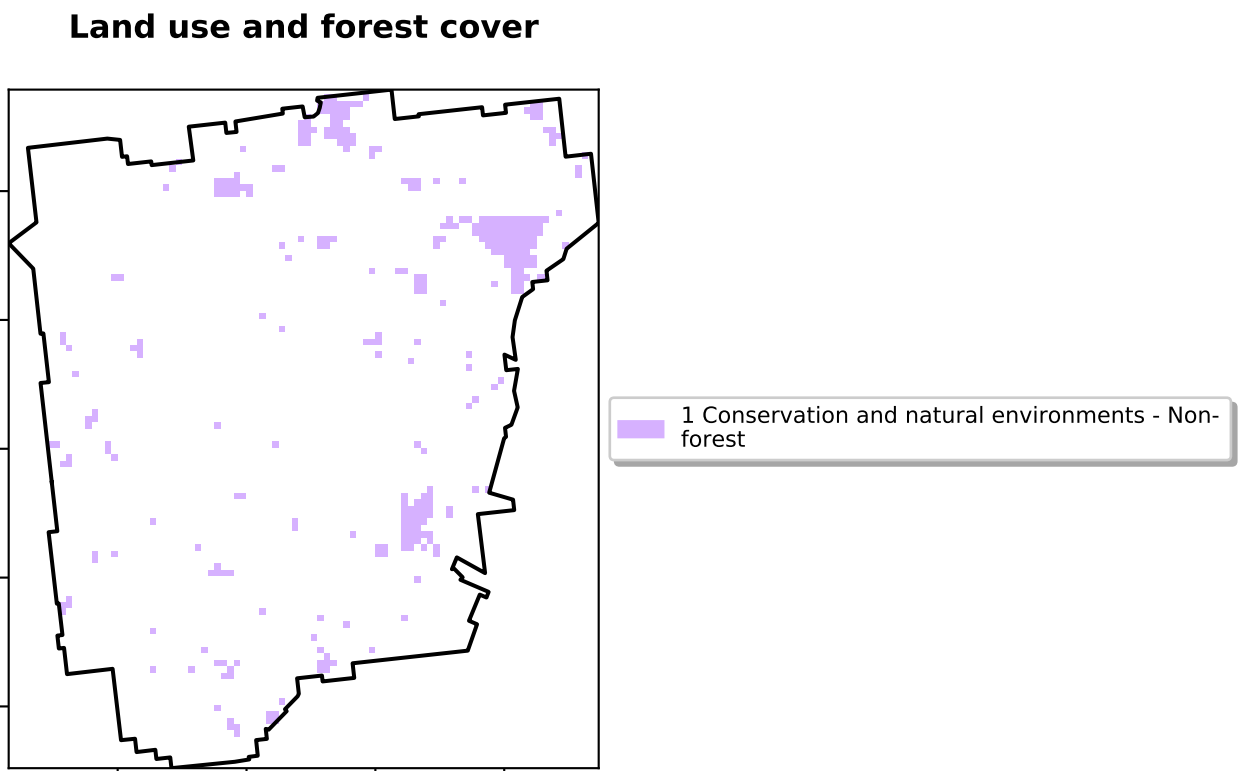 Land use and forest cover
1 Conservation and natural environments - Non-
forest